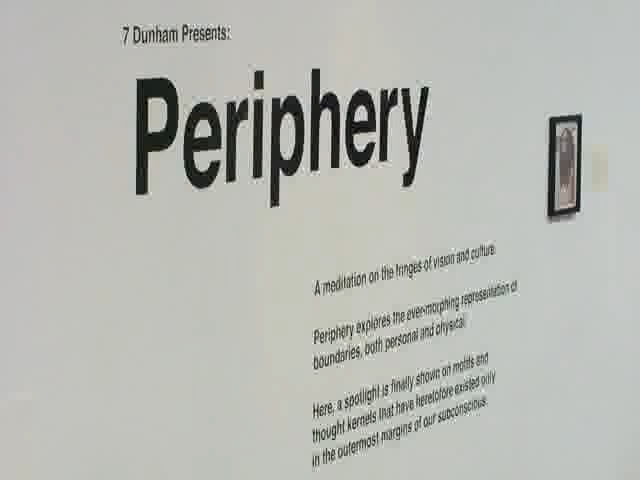 7 Dunham Presents:
Periphery
A meditation on the fringes of vision and culture.
Periphery explores the ever-morphing representation of
boundaries, both personal and physical.
Here, a spotlight is finally shown on motifs and
thought kernels that have heretofore existed only
in the outermost margins of our subconscious.